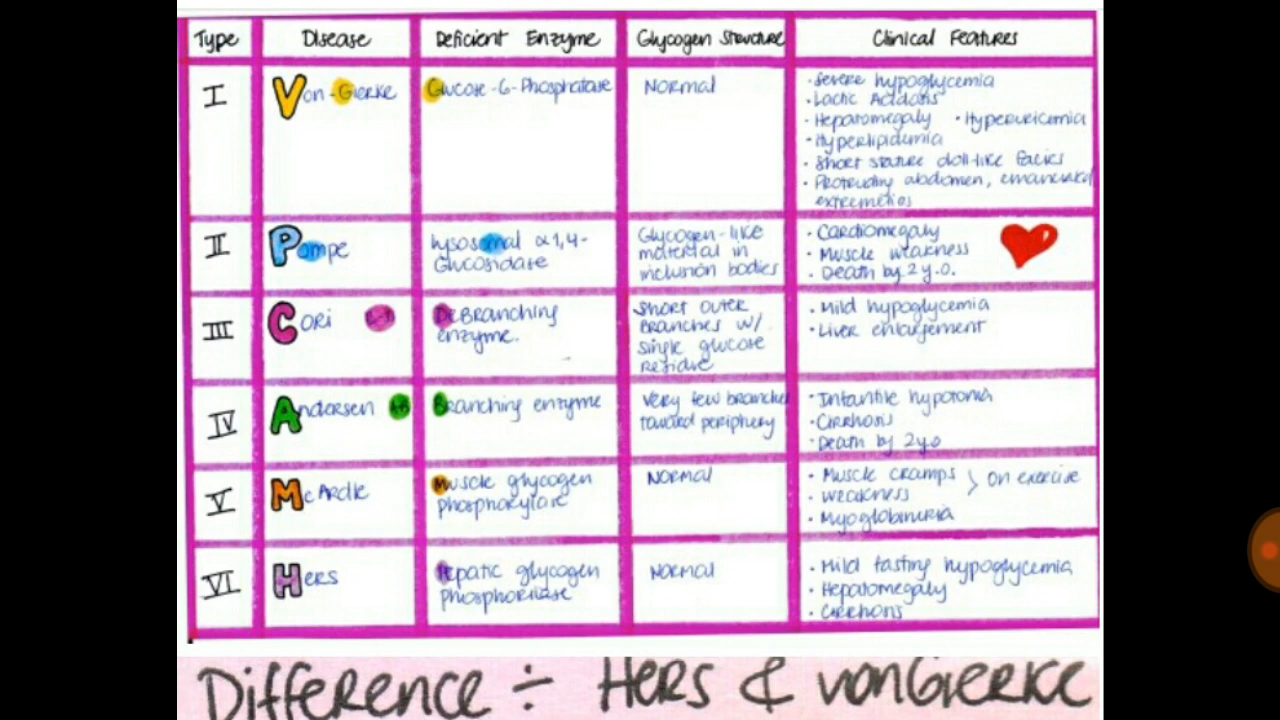 Type Disease Deficient Enzyme Glycogen Structure Clinical Features
I Von-Gierke Glucose-6-Phosphatase Normal
· Severe hypoglycemia
· Lactic Acidosis
· Hepatomegaly · Hyperuricemia
· Hyperlipidemia
· Short stature doll-like facies
· Protruding abdomen, emaciated
extremeties
II Pompe
lysosomal α1,4-
Glucosidase
Glycogen-like
material in
inclusion bodies
· Cardiomegaly
· Muscle weakness
· Death by 2 y.o.
III Cori
Debranching
enzyme.
Short outer
Branches w/
single glucose
residue
· Mild hypoglycemia
· Liver enlargement
IV Andersen AB Branching enzyme
very few branches
toward periphery
· Infantile hypotonia
· Cirrhosis
· Death by 2 y.o
V McArdle
Muscle glycogen
phosphorylase
Normal
· Muscle cramps
· weakness
} On exercise
· Myoglobinuria
VI Hers
Hepatic glycogen
phosphorilase
Normal
· Mild fasting hypoglycemia
· Hepatomegaly
· Cirrhosis
Difference ÷ Hers & vonGierke